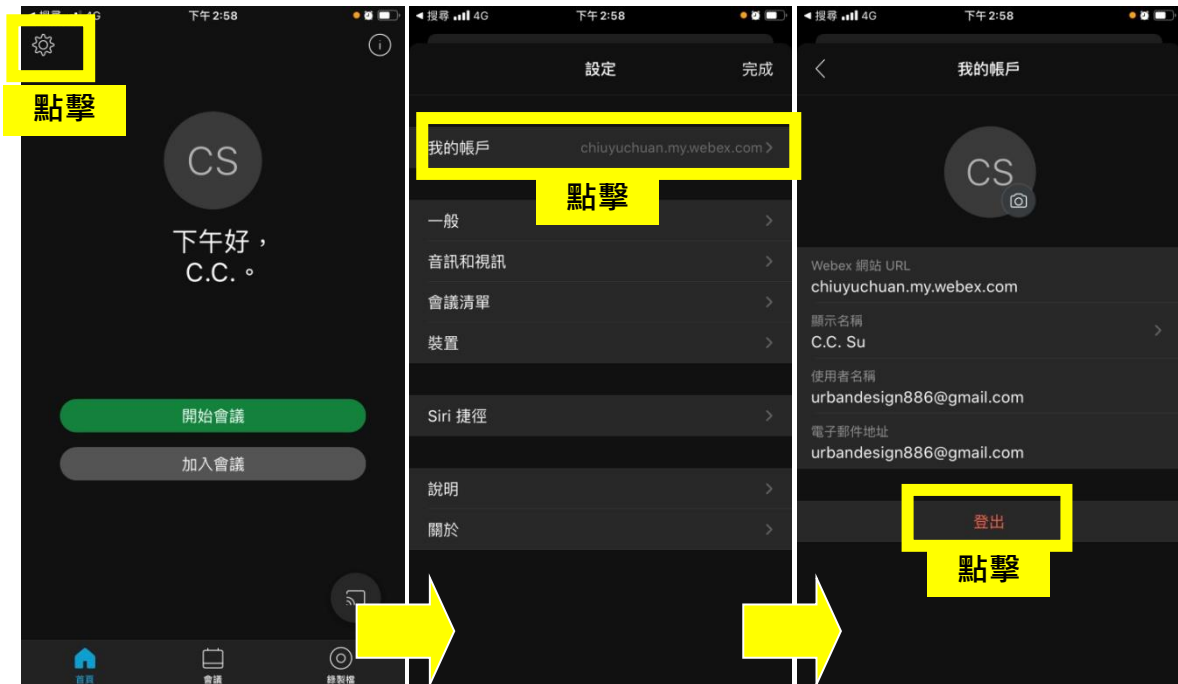 下午 2:58
點擊
CS
下午好,
C.C.。
開始會議
加入會議
首頁
會議
錄製檔
◀搜尋 4G
下午 2:58
設定
完成
我的帳戶
chiuyuchuan.my.webex.com
點擊
一般
音訊和視訊
會議清單
裝置
Siri 捷徑
說明
關於
◀搜尋 4G
下午 2:58
我的帳戶
CS
Webex 網站 URL
chiuyuchuan.my.webex.com
顯示名稱
C.C. Su
使用者名稱
urbandesign886@gmail.com
電子郵件地址
urbandesign886@gmail.com
登出
點擊